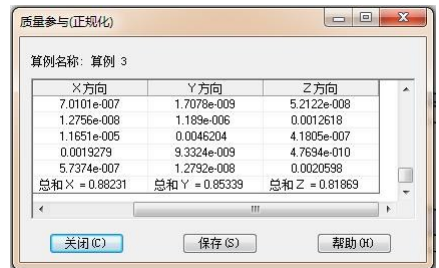 质量参与(正规化)
算例名称: 算例 3
X方向 Y方向 Z方向
7.0101e-007 1.7078e-009 5.2122e-008
1.2756e-008 1.189e-006 0.0012618
1.1651e-005 0.0046204 4.1805e-007
0.0019279 9.3324e-009 4.7694e-010
5.7374e-007 1.2792e-008 0.0020598
总和X = 0.88231 总和Y = 0.85339 总和Z = 0.81869
关闭(C) 保存(S) 帮助(H)